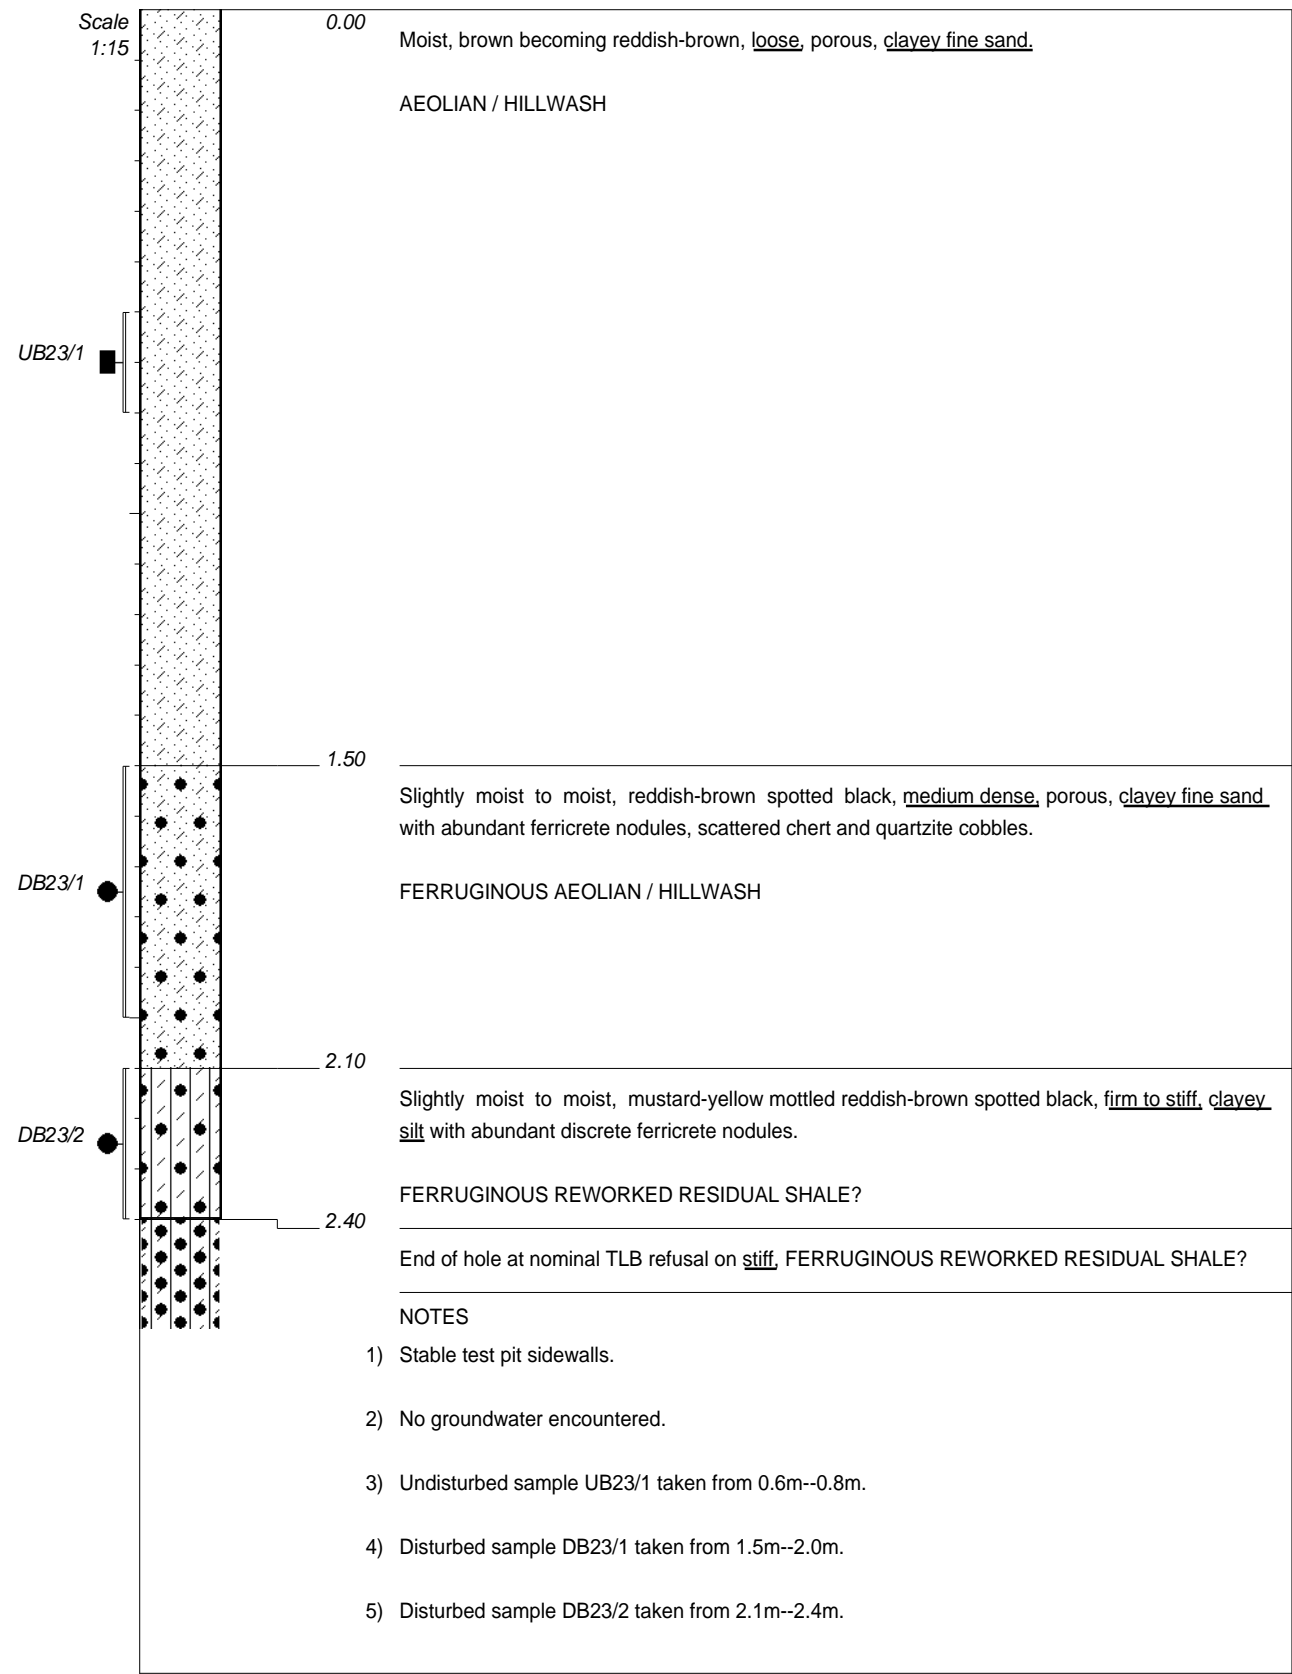 Scale
1:15
0.00
Moist, brown becoming reddish-brown, loose, porous, clayey fine sand.
AEOLIAN / HILLWASH
UB23/1
1.50
Slightly moist to moist, reddish-brown spotted black, medium dense, porous, clayey fine sand
with abundant ferricrete nodules, scattered chert and quartzite cobbles.
DB23/1
FERRUGINOUS AEOLIAN / HILLWASH
2.10
Slightly moist to moist, mustard-yellow mottled reddish-brown spotted black, firm to stiff, clayey
silt with abundant discrete ferricrete nodules.
DB23/2
FERRUGINOUS REWORKED RESIDUAL SHALE?
2.40
End of hole at nominal TLB refusal on stiff, FERRUGINOUS REWORKED RESIDUAL SHALE?
NOTES
1) Stable test pit sidewalls.
2) No groundwater encountered.
3) Undisturbed sample UB23/1 taken from 0.6m--0.8m.
4) Disturbed sample DB23/1 taken from 1.5m--2.0m.
5) Disturbed sample DB23/2 taken from 2.1m--2.4m.